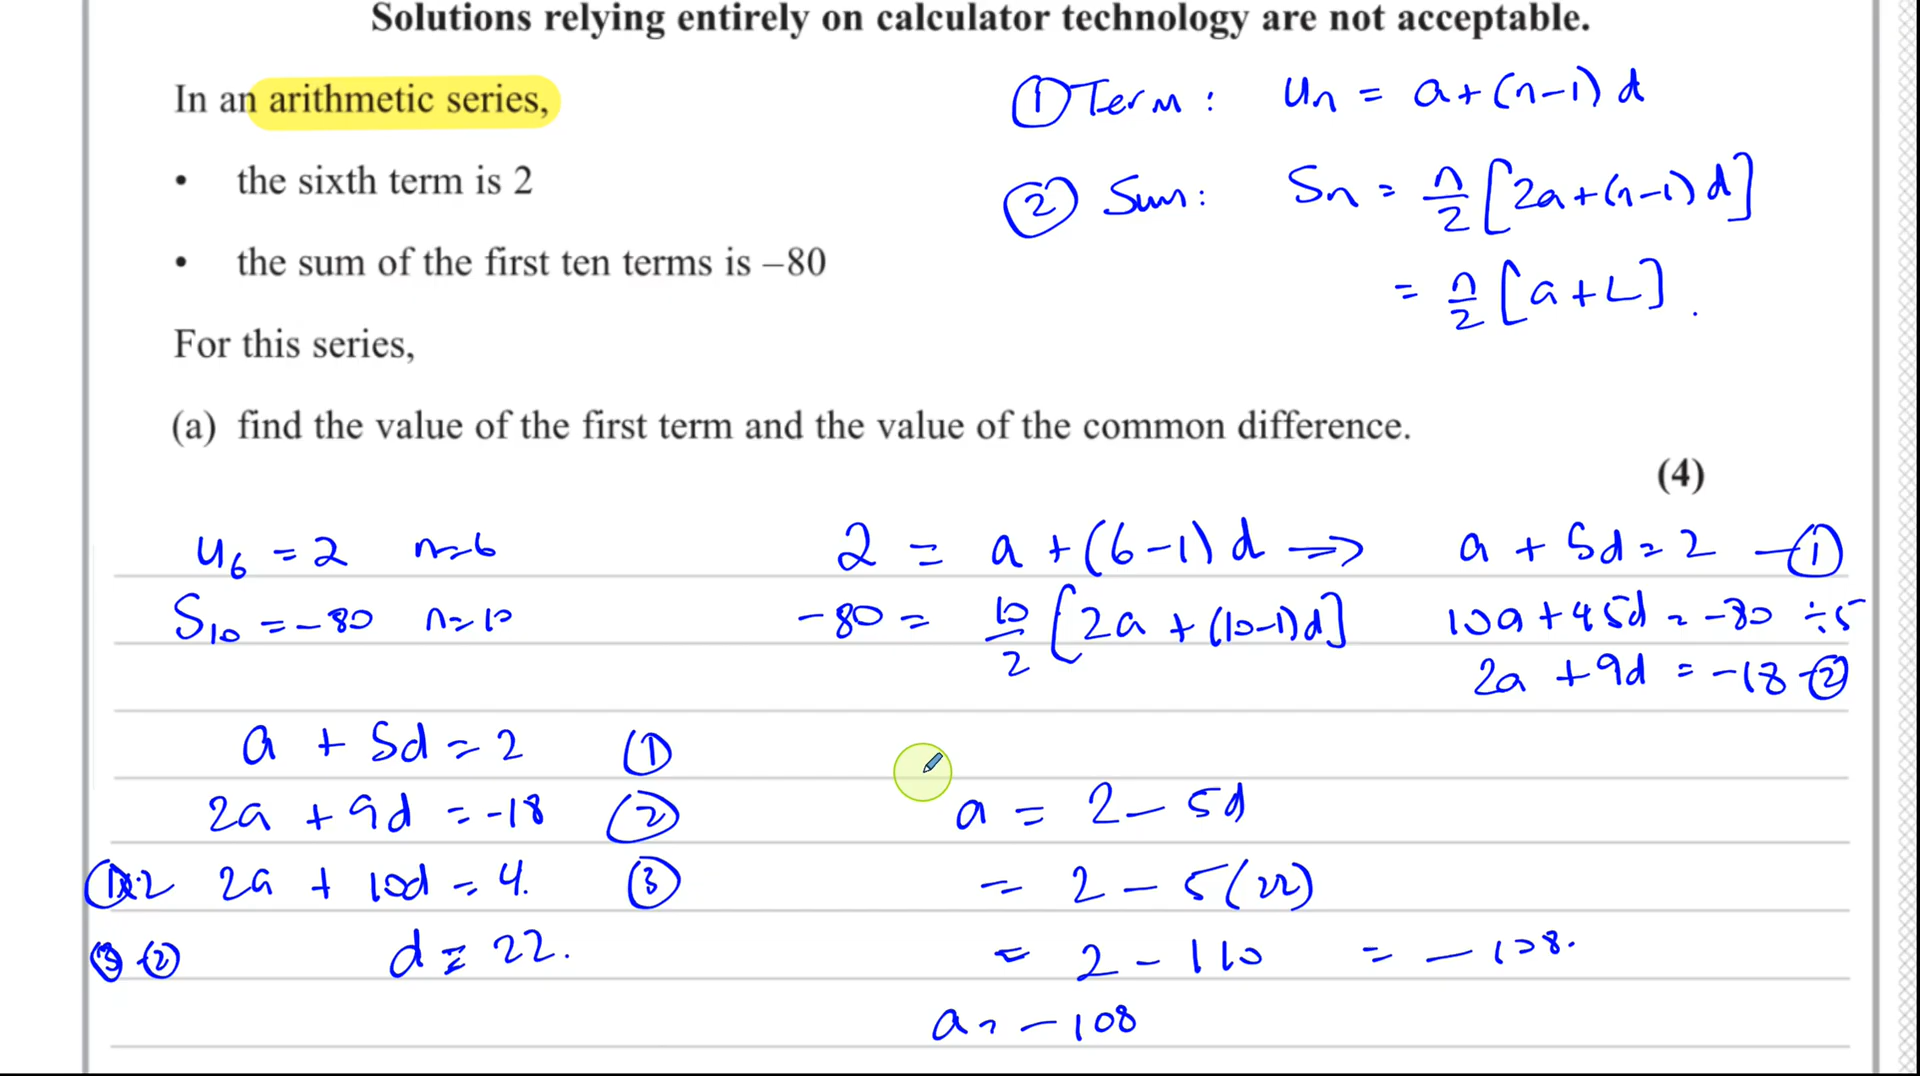 Solutions relying entirely on calculator technology are not acceptable.
In an arithmetic series,
• the sixth term is 2
• the sum of the first ten terms is –80
For this series,
(a) find the value of the first term and the value of the common difference.
(4)
① Term : Un = a+(n-1)d
② Sum : Sn = n/2 [2a+(n-1)d]
= n/2 [a+L] .
U6 = 2 n=6
S10 = -80 n=10
2 = a + (6-1)d => a + 5d = 2 —①
-80 = 10/2 [2a + (10-1)d] 10a + 45d = -80 ÷5
2a + 9d = -18 -②
a + 5d = 2 ①
2a + 9d = -18 ②
①x2 2a + 10d = 4. ③
③-② d = 22.
a = 2 - 5d
= 2 - 5(22)
= 2 - 110 = -108.
a = -108